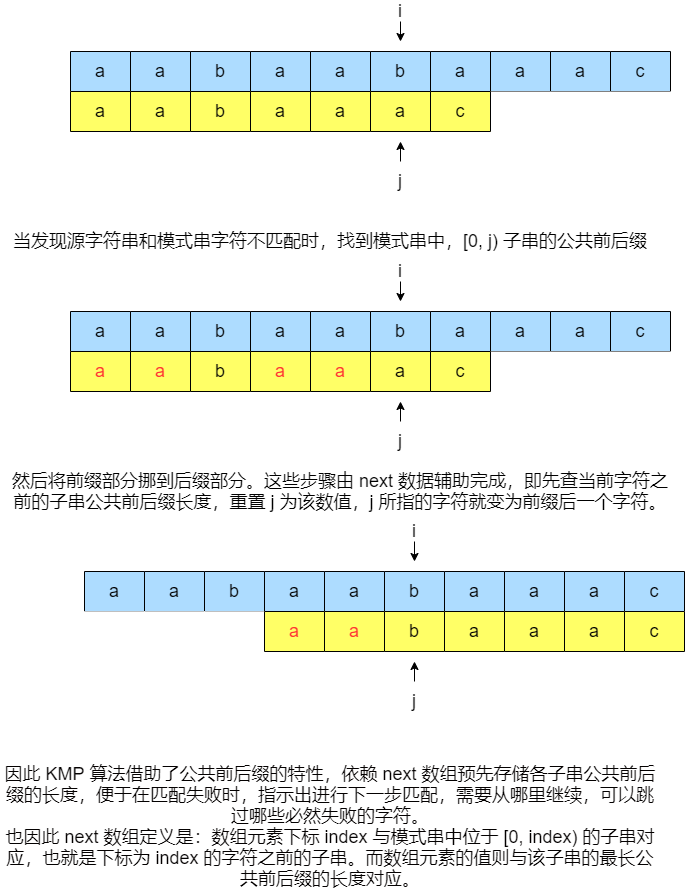 i
a a b a a b a a a c
a a b a a a c
j
当发现源字符串和模式串字符不匹配时，找到模式串中，[0, j) 子串的公共前后缀
i
a a b a a b a a a c
a a b a a a c
j
然后将前缀部分挪到后缀部分。这些步骤由 next 数据辅助完成，即先查当前字符之
前的子串公共前后缀长度，重置 j 为该数值，j 所指的字符就变为前缀后一个字符。
i
a a b a a b a a a c
a a b a a a c
j
因此 KMP 算法借助了公共前后缀的特性，依赖 next 数组预先存储各子串公共前后
缀的长度，便于在匹配失败时，指示出进行下一步匹配，需要从哪里继续，可以跳
过哪些必然失败的字符。
也因此 next 数组定义是：数组元素下标 index 与模式串中位于 [0, index) 的子串对
应，也就是下标为 index 的字符之前的子串。而数组元素的值则与该子串的最长公
共前后缀的长度对应。